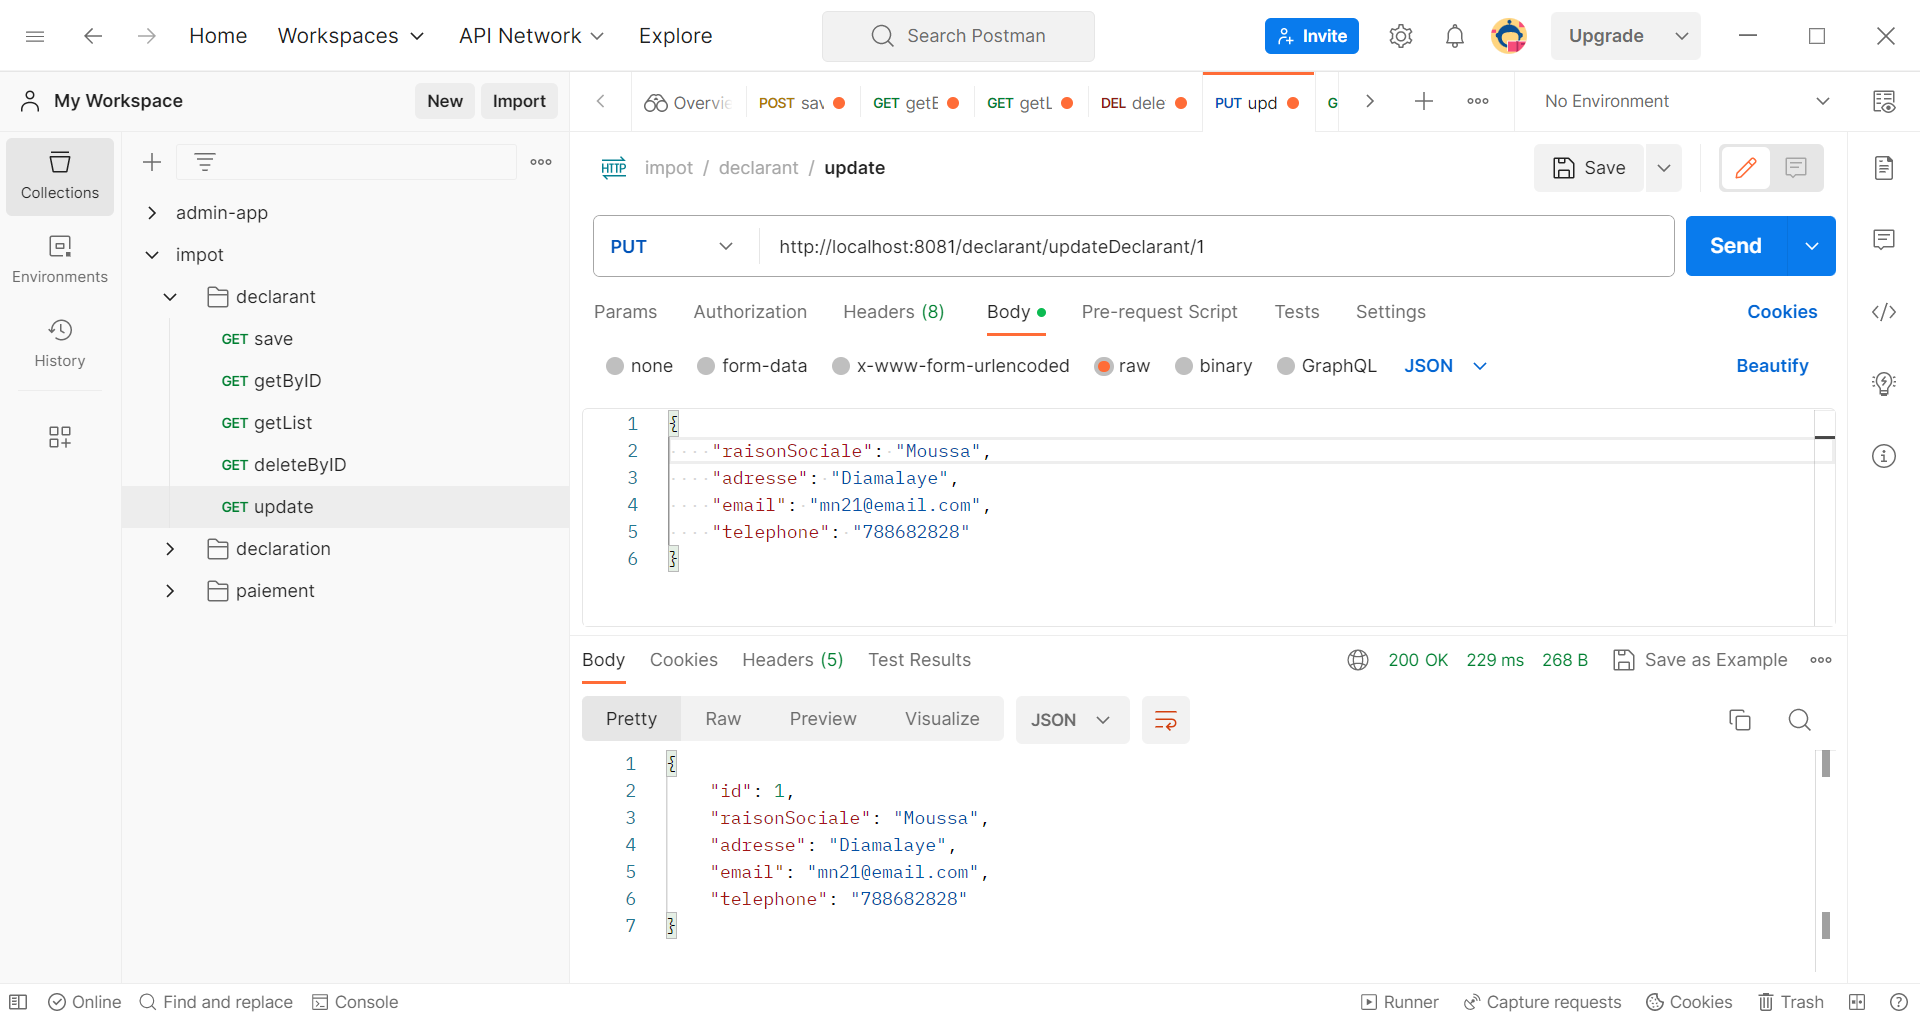 Home Workspaces API Network Explore Search Postman Invite Upgrade
My Workspace New Import Overvie POST sav GET getE GET getL DEL dele PUT upd G No Environment
Collections
Environments
History
admin-app
impot
declarant
GET save
GET getByID
GET getList
GET deleteByID
GET update
declaration
paiement
HTTP impot / declarant / update Save
PUT http://localhost:8081/declarant/updateDeclarant/1 Send
Params Authorization Headers (8) Body Pre-request Script Tests Settings Cookies
none form-data x-www-form-urlencoded raw binary GraphQL JSON Beautify
1 {
2 "raisonSociale": "Moussa",
3 "adresse": "Diamalaye",
4 "email": "mn21@email.com",
5 "telephone": "788682828"
6 }
Body Cookies Headers (5) Test Results 200 OK 229 ms 268 B Save as Example
Pretty Raw Preview Visualize JSON
1 {
2 "id": 1,
3 "raisonSociale": "Moussa",
4 "adresse": "Diamalaye",
5 "email": "mn21@email.com",
6 "telephone": "788682828"
7 }
Online Find and replace Console Runner Capture requests Cookies Trash